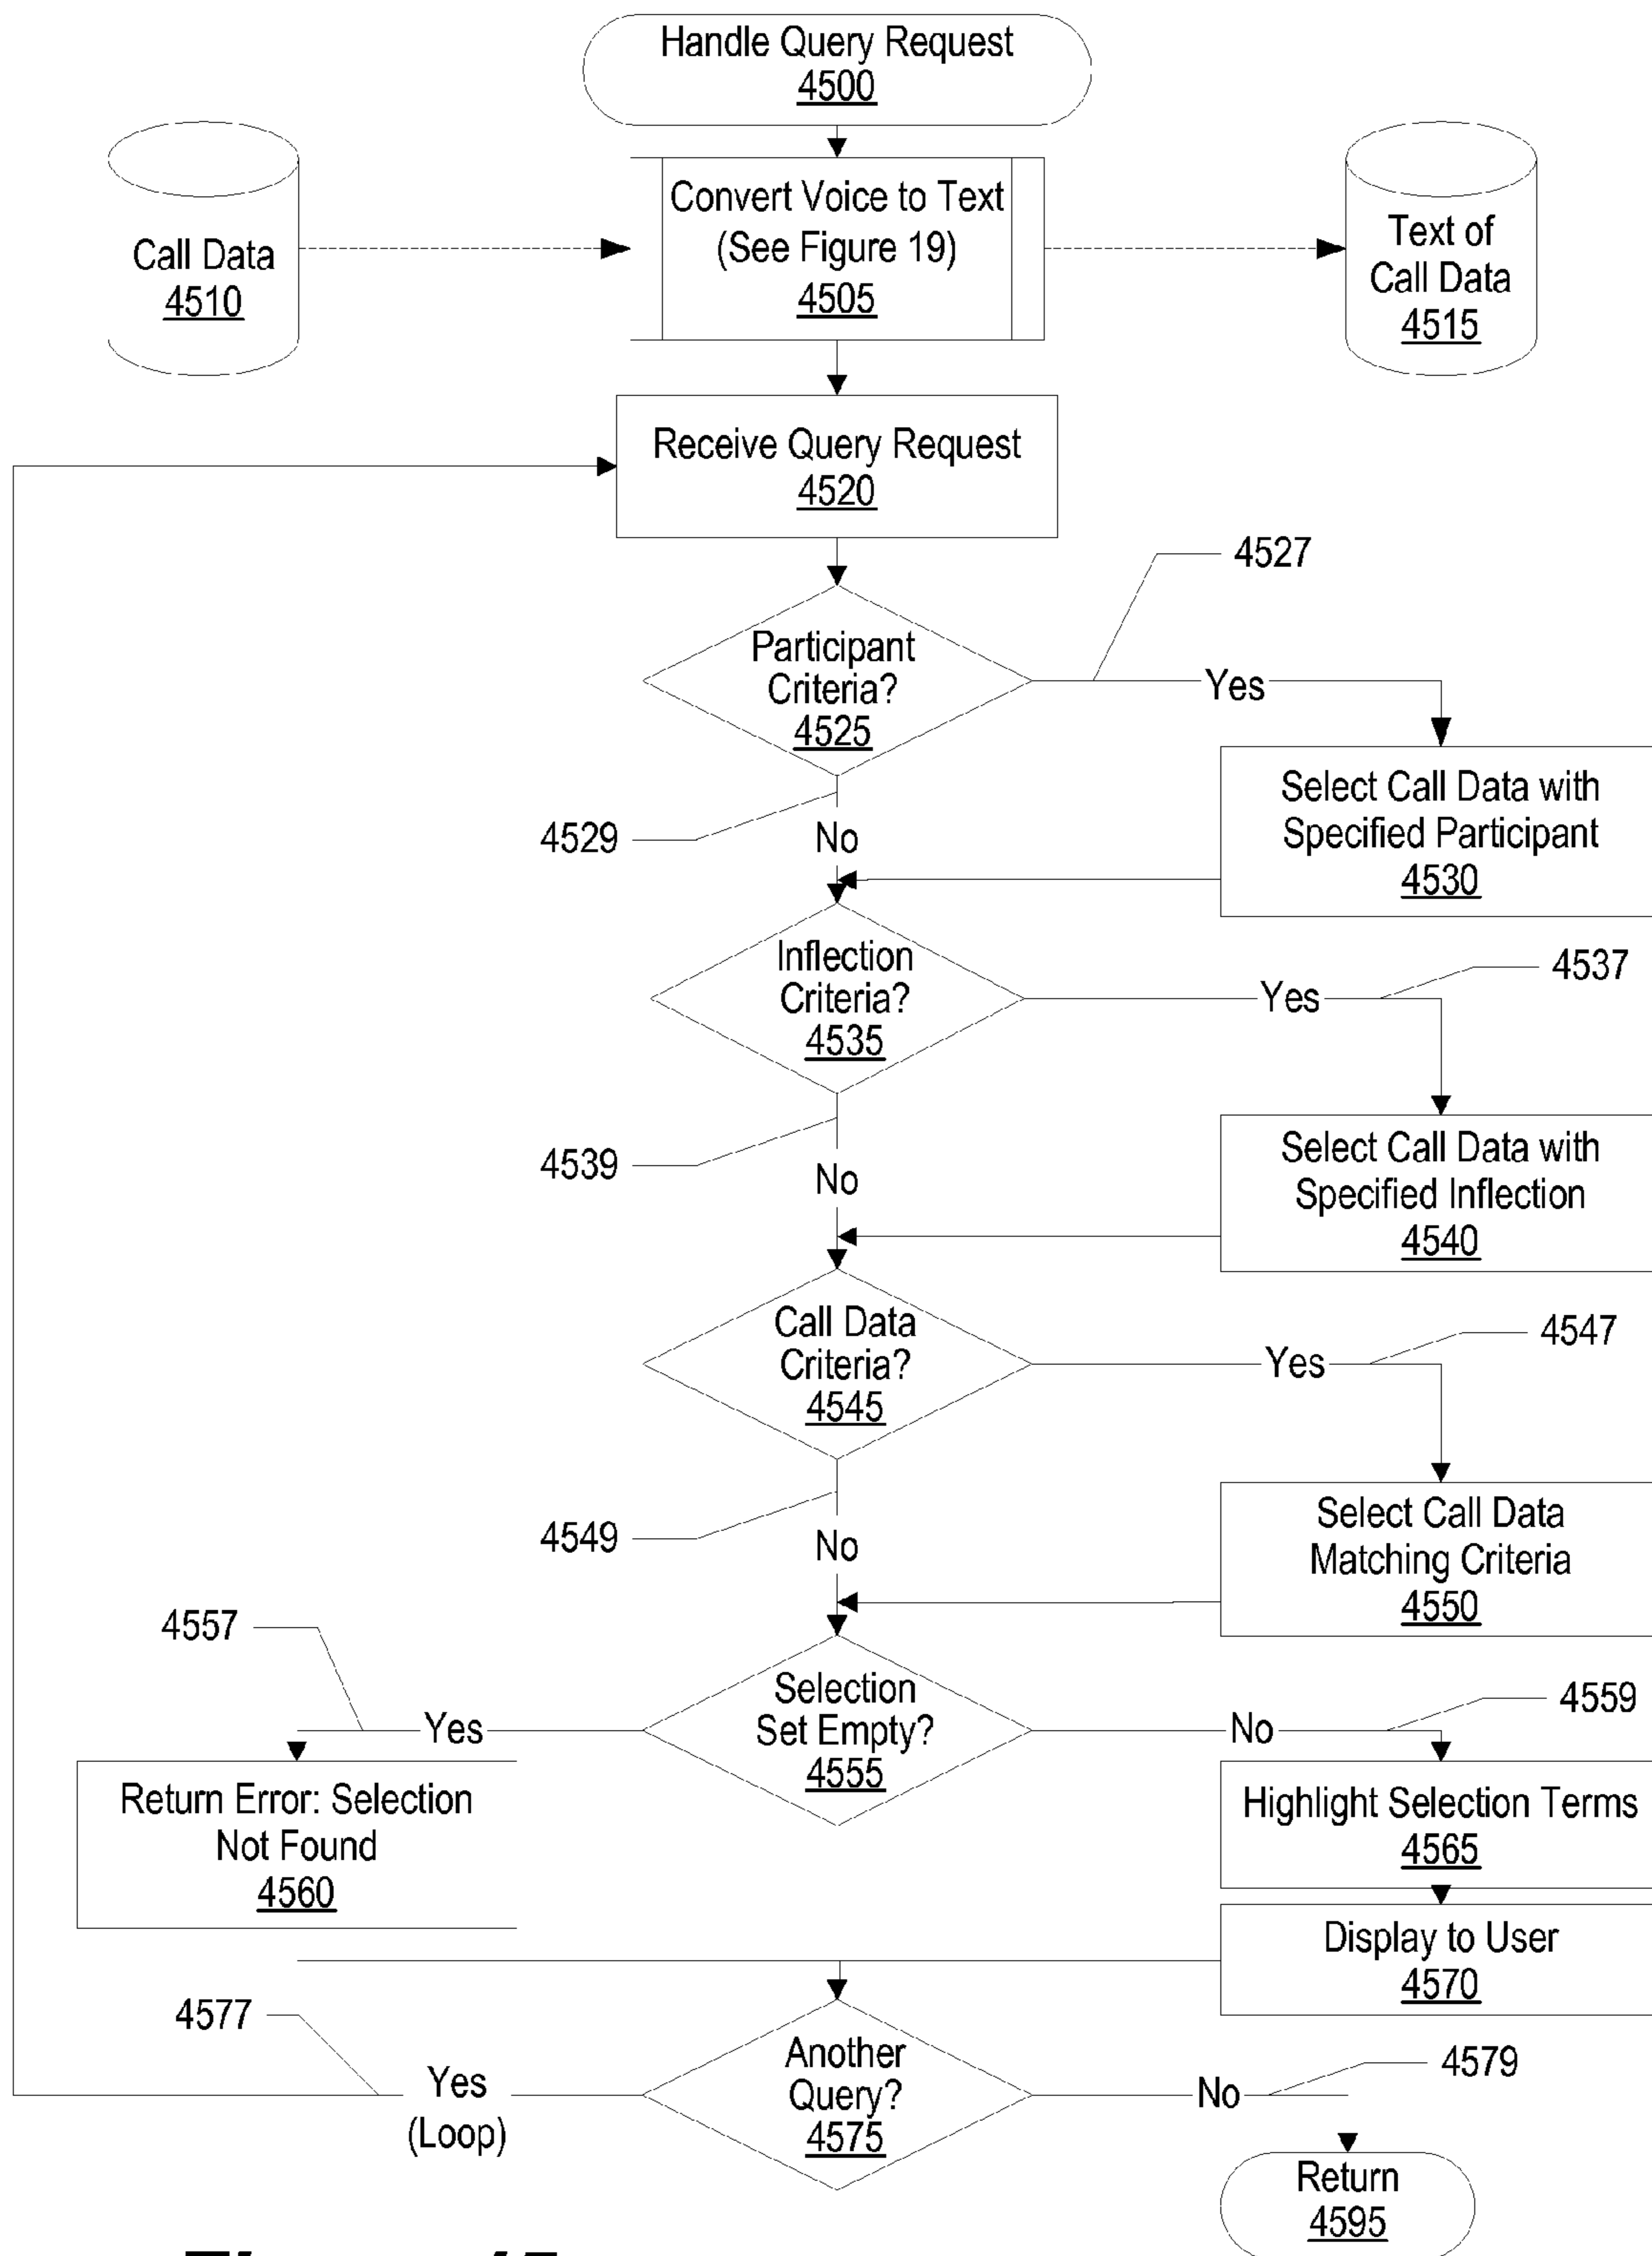 Handle Query Request
4500
Call Data
4510
Convert Voice to Text
(See Figure 19)
4505
Text of
Call Data
4515
Receive Query Request
4520
4527
Participant
Criteria?
4525
Yes
4529
No
Select Call Data with
Specified Participant
4530
Inflection
Criteria?
4535
Yes
4537
4539
No
Select Call Data with
Specified Inflection
4540
Call Data
Criteria?
4545
Yes
4547
4549
No
Select Call Data
Matching Criteria
4550
4557
Yes
Selection
Set Empty?
4555
No
4559
Return Error: Selection
Not Found
4560
Highlight Selection Terms
4565
Display to User
4570
4577
Yes
(Loop)
Another
Query?
4575
No
4579
Return
4595